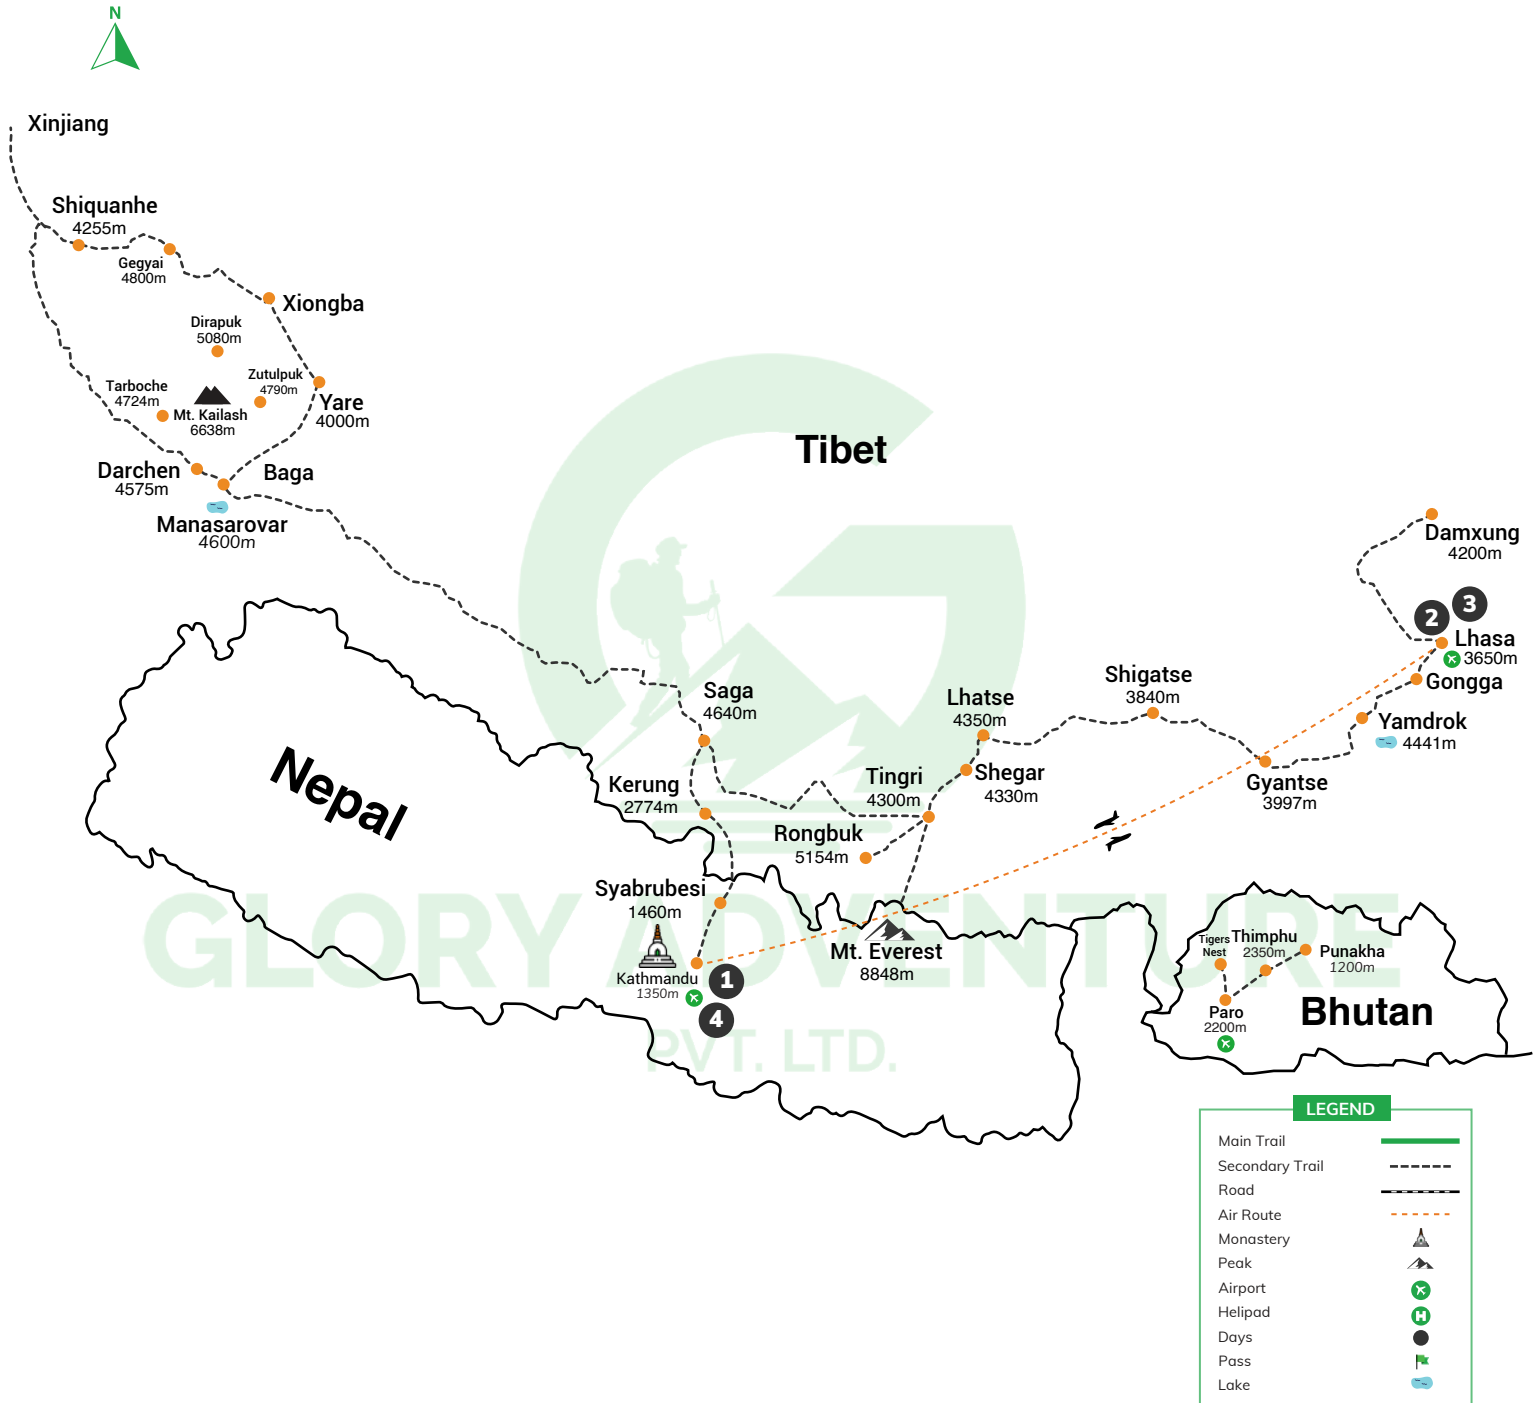 N
Xinjiang
Shiquanhe
4255m
Gegyai
4800m
Xiongba
Dirapuk
5080m
Zutulpuk
4790m
Tarboche
4724m
Mt. Kailash
6638m
Yare
4000m
Darchen
4575m
Baga
Manasarovar
4600m
Tibet
Damxung
4200m
2
3
Lhasa
3650m
Gongga
Yamdrok
4441m
Shigatse
3840m
Gyantse
3997m
Lhatse
4350m
Shegar
4330m
Tingri
4300m
Rongbuk
5154m
Saga
4640m
Kerung
2774m
Nepal
Syabrubesi
1460m
Kathmandu
1350m
1
4
Mt. Everest
8848m
GLORY ADVENTURE
PVT. LTD.
Tigers
Nest
Thimphu
2350m
Punakha
1200m
Paro
2200m
Bhutan
LEGEND
Main Trail
Secondary Trail
Road
Air Route
Monastery
Peak
Airport
Helipad
H
Days
Pass
Lake